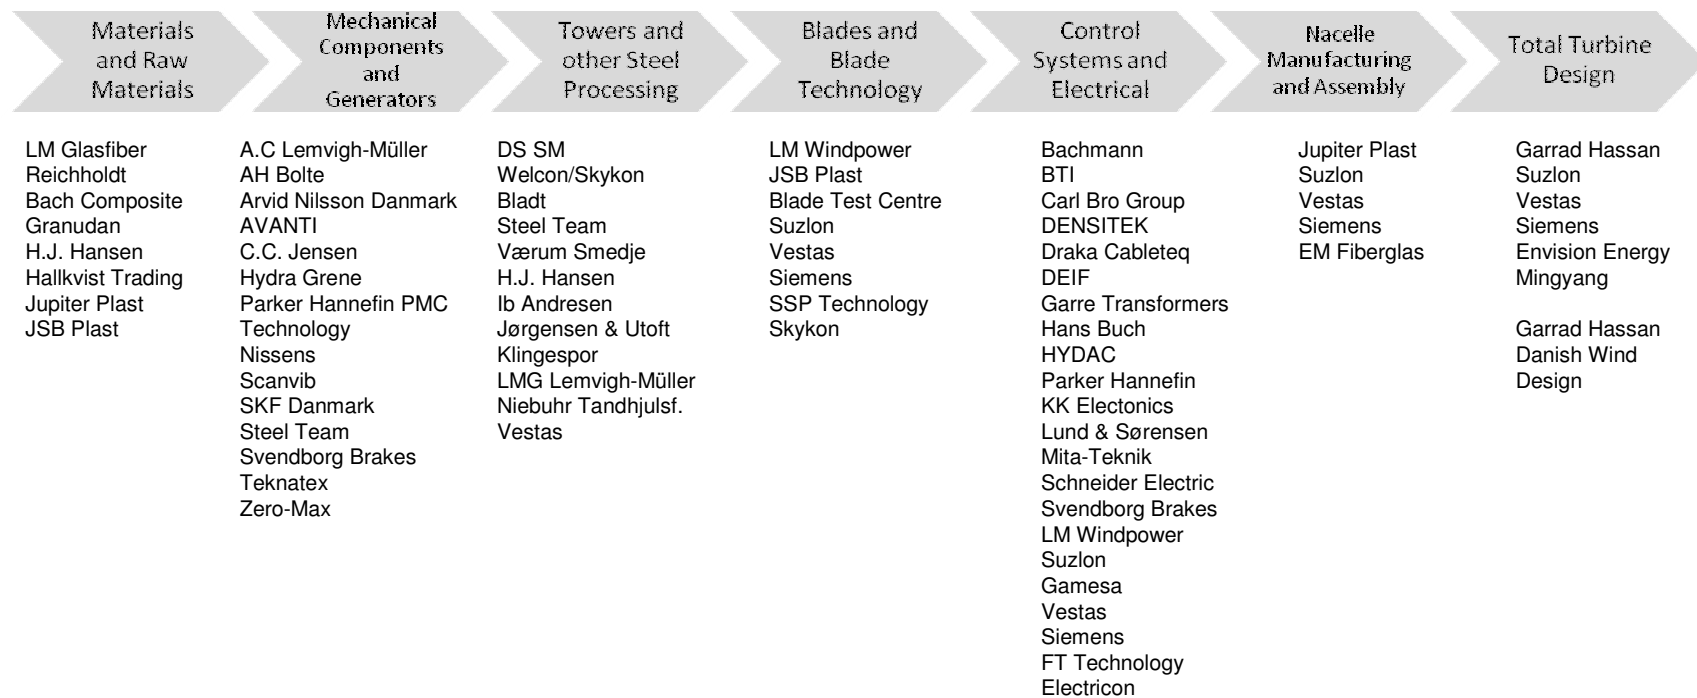 Materials
and Raw
Materials
Mechanical
Components
and
Generators
Towers and
other Steel
Processing
Blades and
Blade
Technology
Control
Systems and
Electrical
Nacelle
Manufacturing
and Assembly
Total Turbine
Design
LM Glasfiber
Reichholdt
Bach Composite
Granudan
H.J. Hansen
Hallkvist Trading
Jupiter Plast
JSB Plast
A.C Lemvigh-Müller
AH Bolte
Arvid Nilsson Danmark
AVANTI
C.C. Jensen
Hydra Grene
Parker Hannefin PMC
Technology
Nissens
Scanvib
SKF Danmark
Steel Team
Svendborg Brakes
Teknatex
Zero-Max
DS SM
Welcon/Skykon
Bladt
Steel Team
Værum Smedje
H.J. Hansen
Ib Andresen
Jørgensen & Utoft
Klingespor
LMG Lemvigh-Müller
Niebuhr Tandhjulsf.
Vestas
LM Windpower
JSB Plast
Blade Test Centre
Suzlon
Vestas
Siemens
SSP Technology
Skykon
Bachmann
BTI
Carl Bro Group
DENSITEK
Draka Cableteq
DEIF
Garre Transformers
Hans Buch
HYDAC
Parker Hannefin
KK Electonics
Lund & Sørensen
Mita-Teknik
Schneider Electric
Svendborg Brakes
LM Windpower
Suzlon
Gamesa
Vestas
Siemens
FT Technology
Electricon
Jupiter Plast
Suzlon
Vestas
Siemens
EM Fiberglas
Garrad Hassan
Suzlon
Vestas
Siemens
Envision Energy
Mingyang
Garrad Hassan
Danish Wind
Design